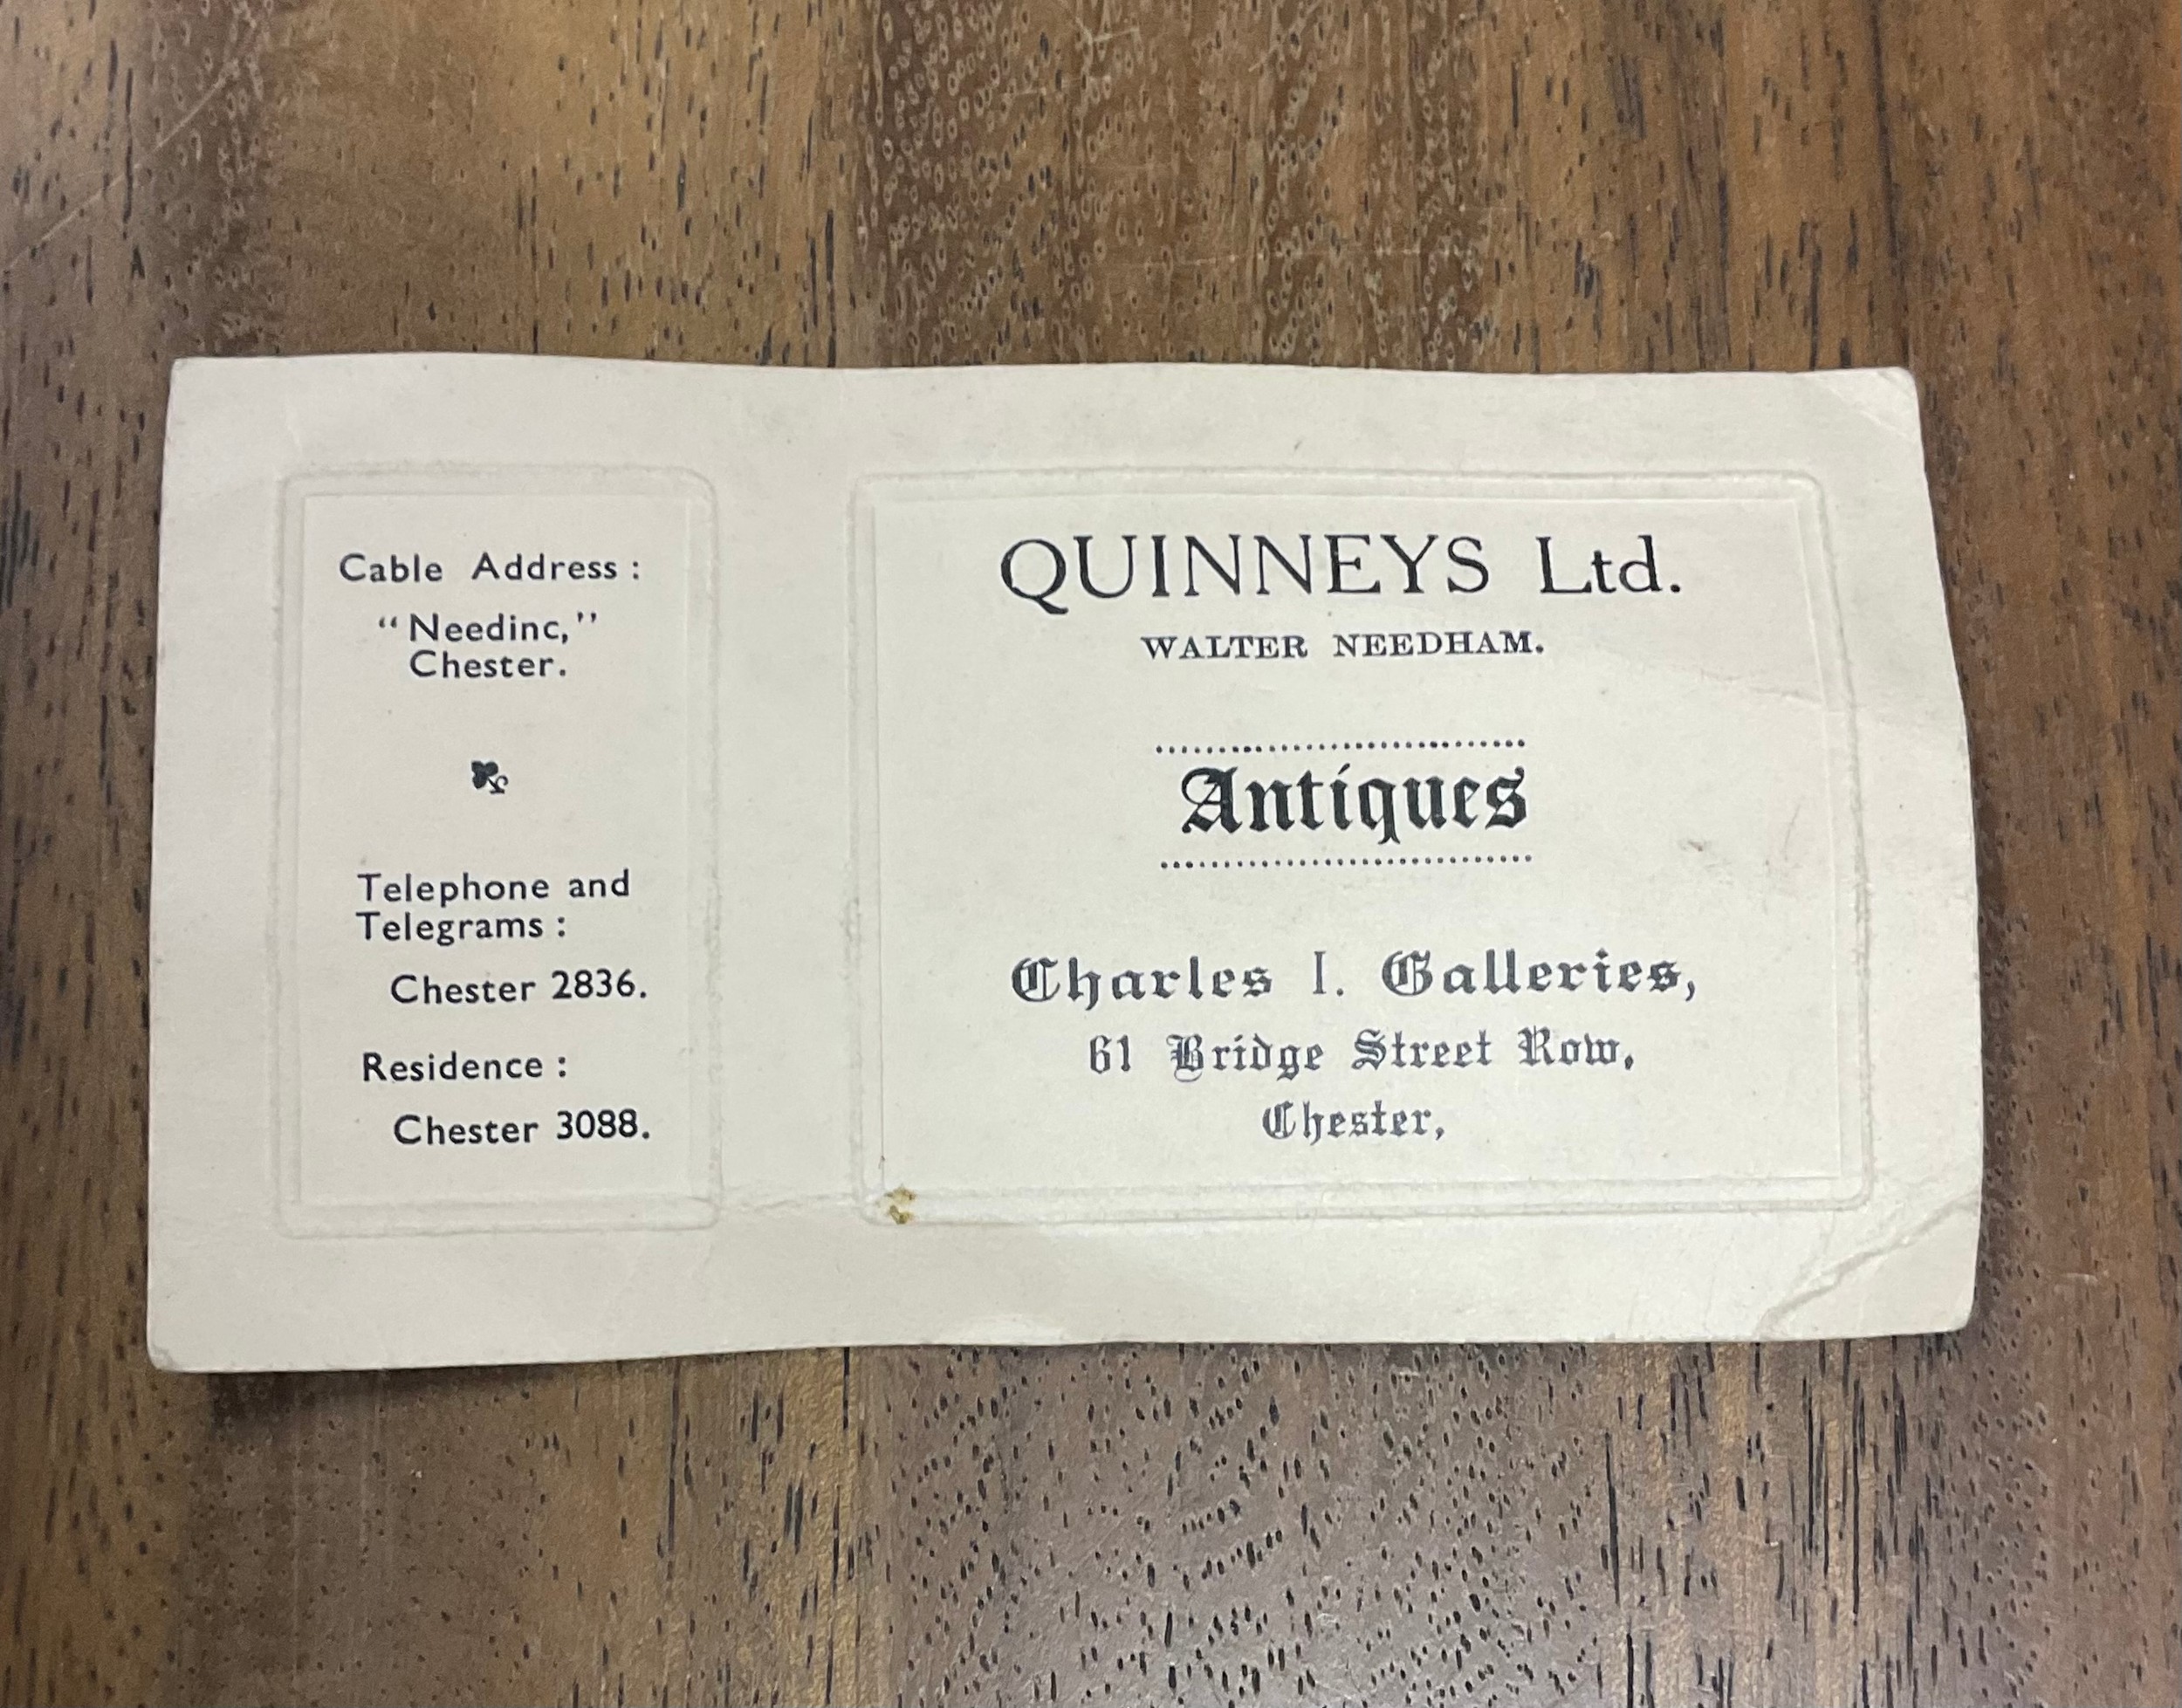 Cable Address :
“Needinc,”
Chester.
Telephone and
Telegrams :
Chester 2836.
Residence :
Chester 3088.
QUINNEYS Ltd.
WALTER NEEDHAM.
Antiques
Charles I. Galleries,
61 Bridge Street Row,
Chester,